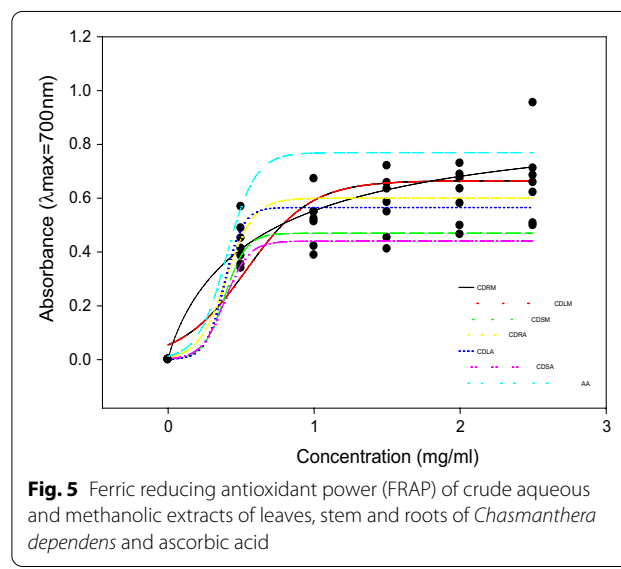 1.2
1.0
0.8
0.6
0.4
0.2
0.0
Absorbance (λmax=700nm)
CDRM
CDLM
CDSM
CDRA
CDLA
CDSA
AA
0 1 2 3
Concentration (mg/ml)
Fig. 5 Ferric reducing antioxidant power (FRAP) of crude aqueous
and methanolic extracts of leaves, stem and roots of Chasmanthera
dependens and ascorbic acid